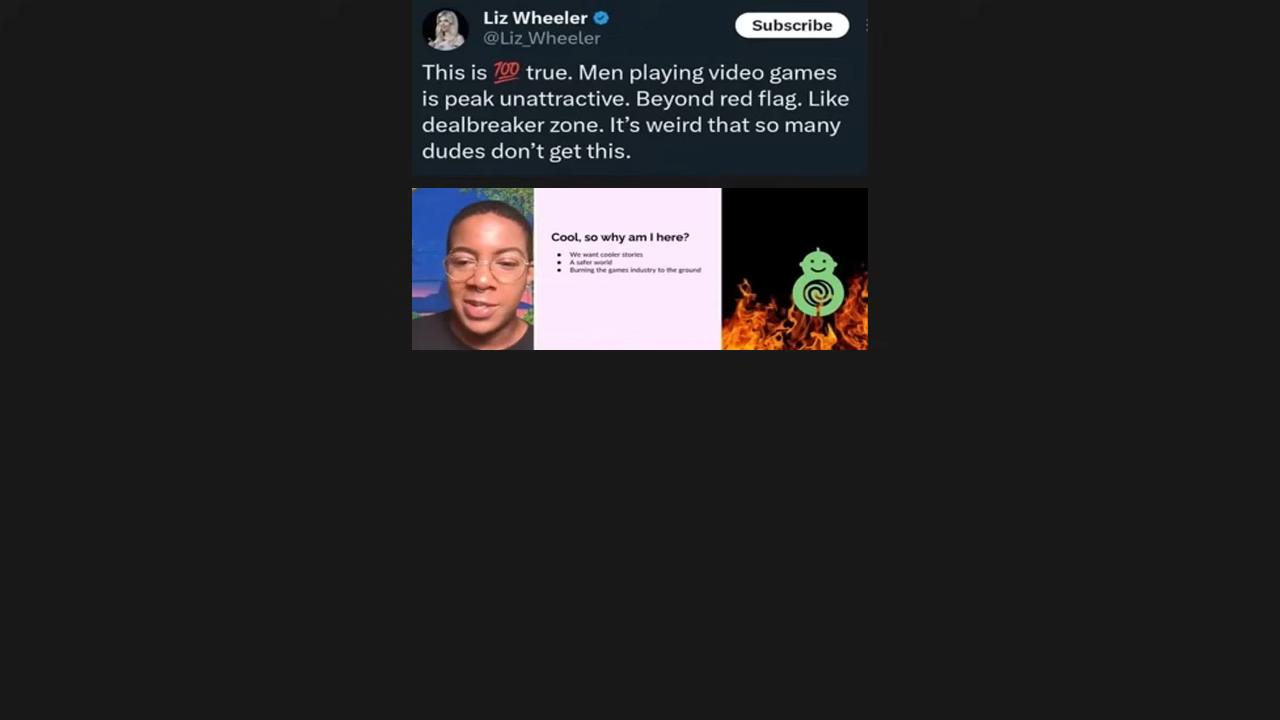 Liz Wheeler
@Liz_Wheeler
Subscribe
This is 💯 true. Men playing video games
is peak unattractive. Beyond red flag. Like
dealbreaker zone. It's weird that so many
dudes don't get this.
Cool, so why am I here?
● We want cooler stories
● A safer world
● Burning the games industry to the ground